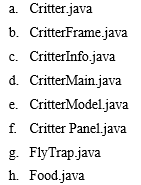 a. Critter.java
b. CritterFrame.java
c. CritterInfo.java
d. CritterMain.java
e. CritterModel.java
f. Critter Panel.java
g. FlyTrap.java
h. Food.java